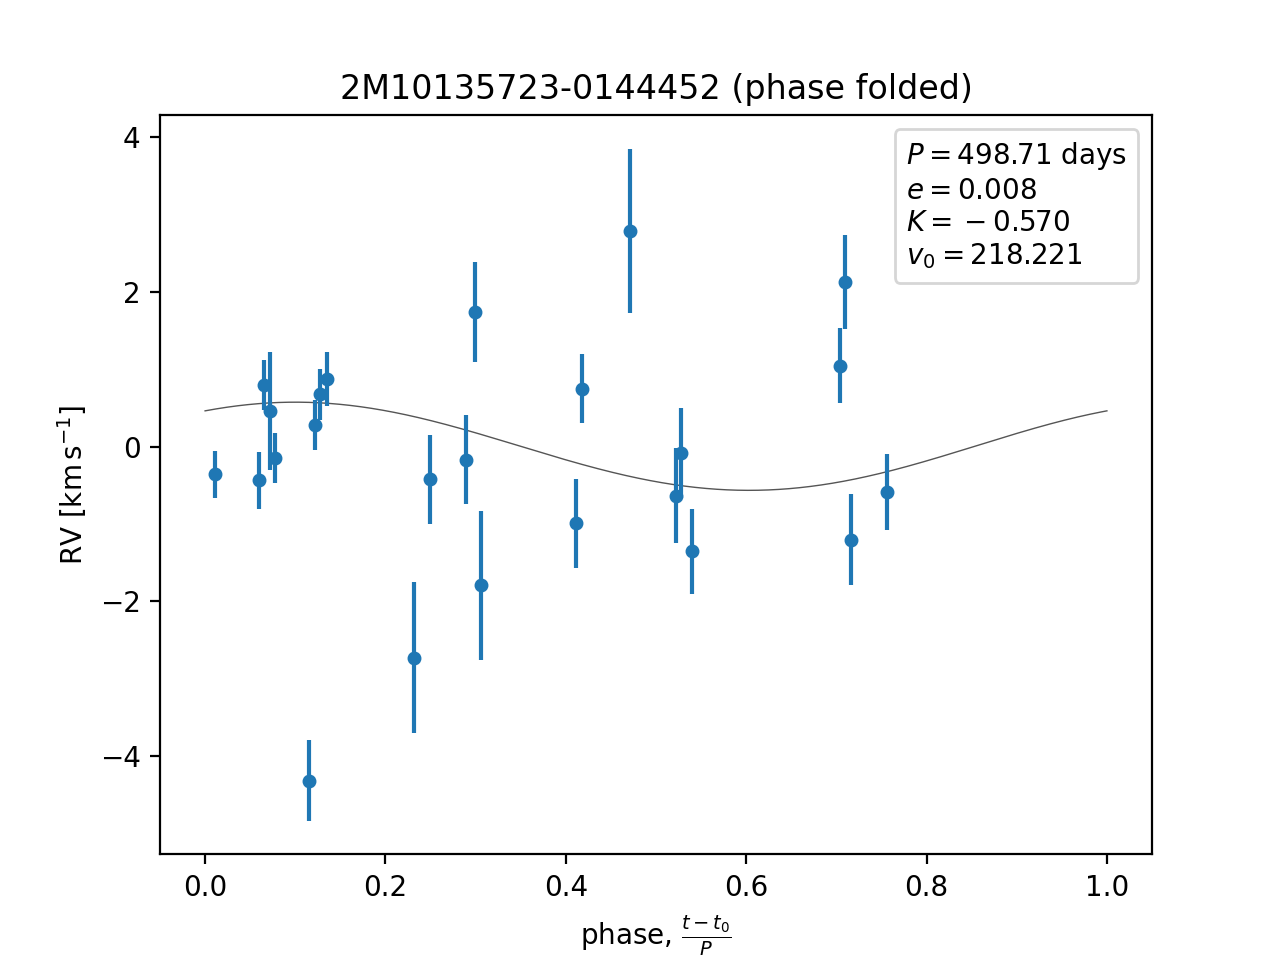 2M10135723-0144452 (phase folded)
P = 498.71 days
e = 0.008
K = −0.570
v₀ = 218.221
4
2
0
−2
−4
RV [km s⁻¹]
0.0 0.2 0.4 0.6 0.8 1.0
phase, (t − t₀)/P